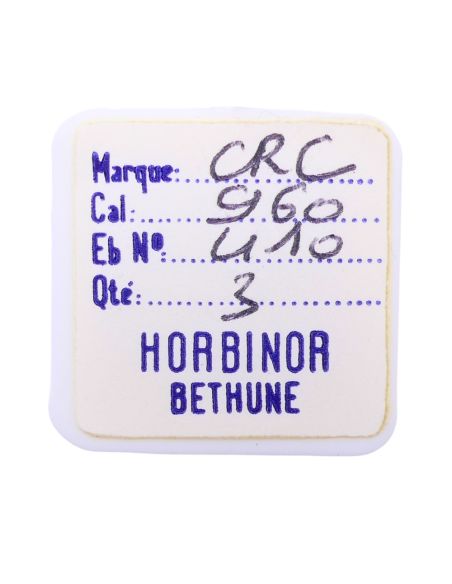 Marque: CRC
Cal: 960
Eb Nº 410
Qté: 3
HORBINOR
BETHUNE